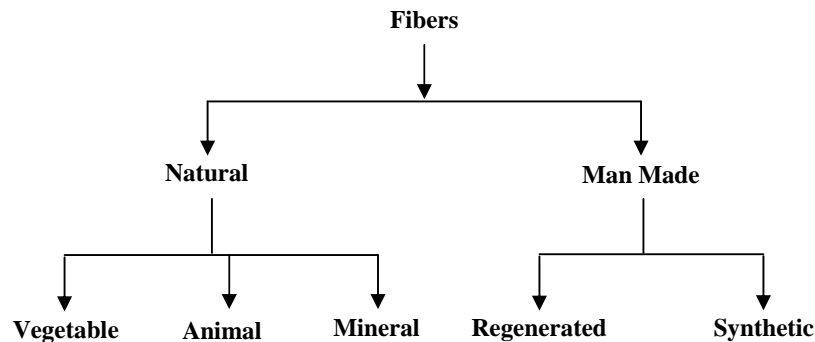 Fibers
Natural
Man Made
Vegetable
Animal
Mineral
Regenerated
Synthetic